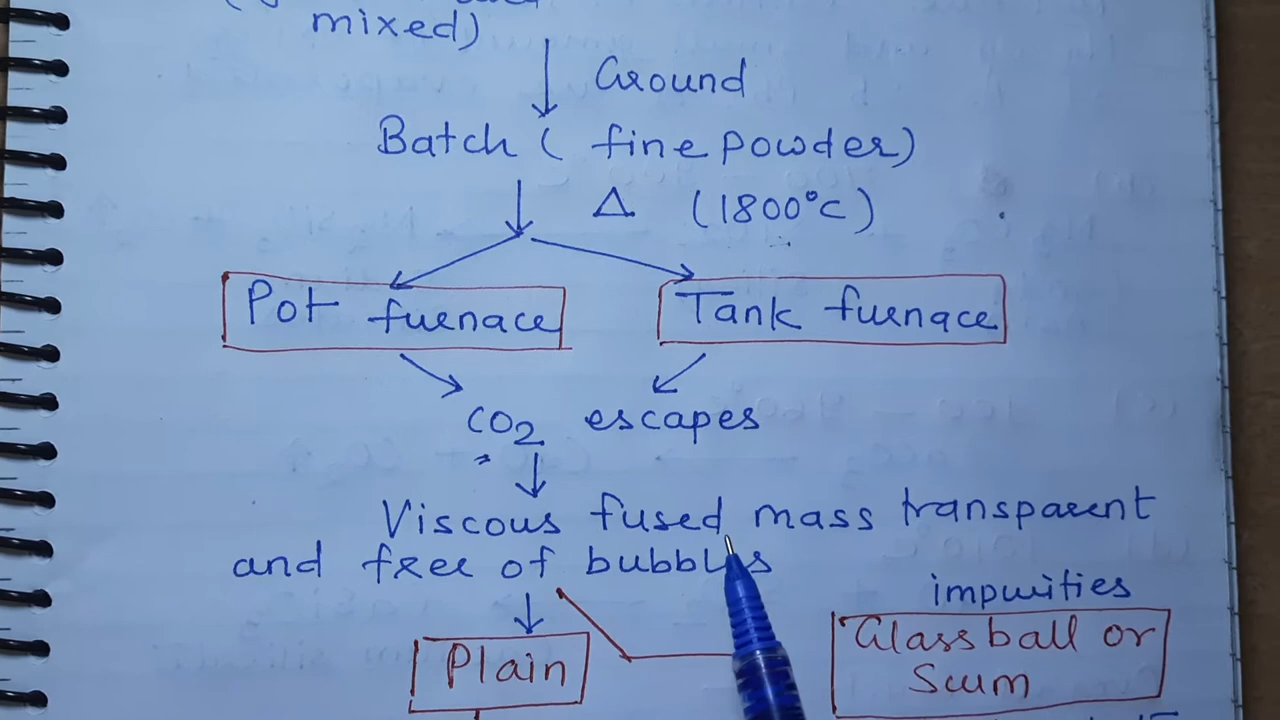 mixed)
Ground
Batch ( fine powder)
Δ (1800°C)
Pot furnace
Tank furnace
CO2 escapes
Viscous fused mass transparent
and free of bubbles
impurities
Plain
Glassball or
Scum